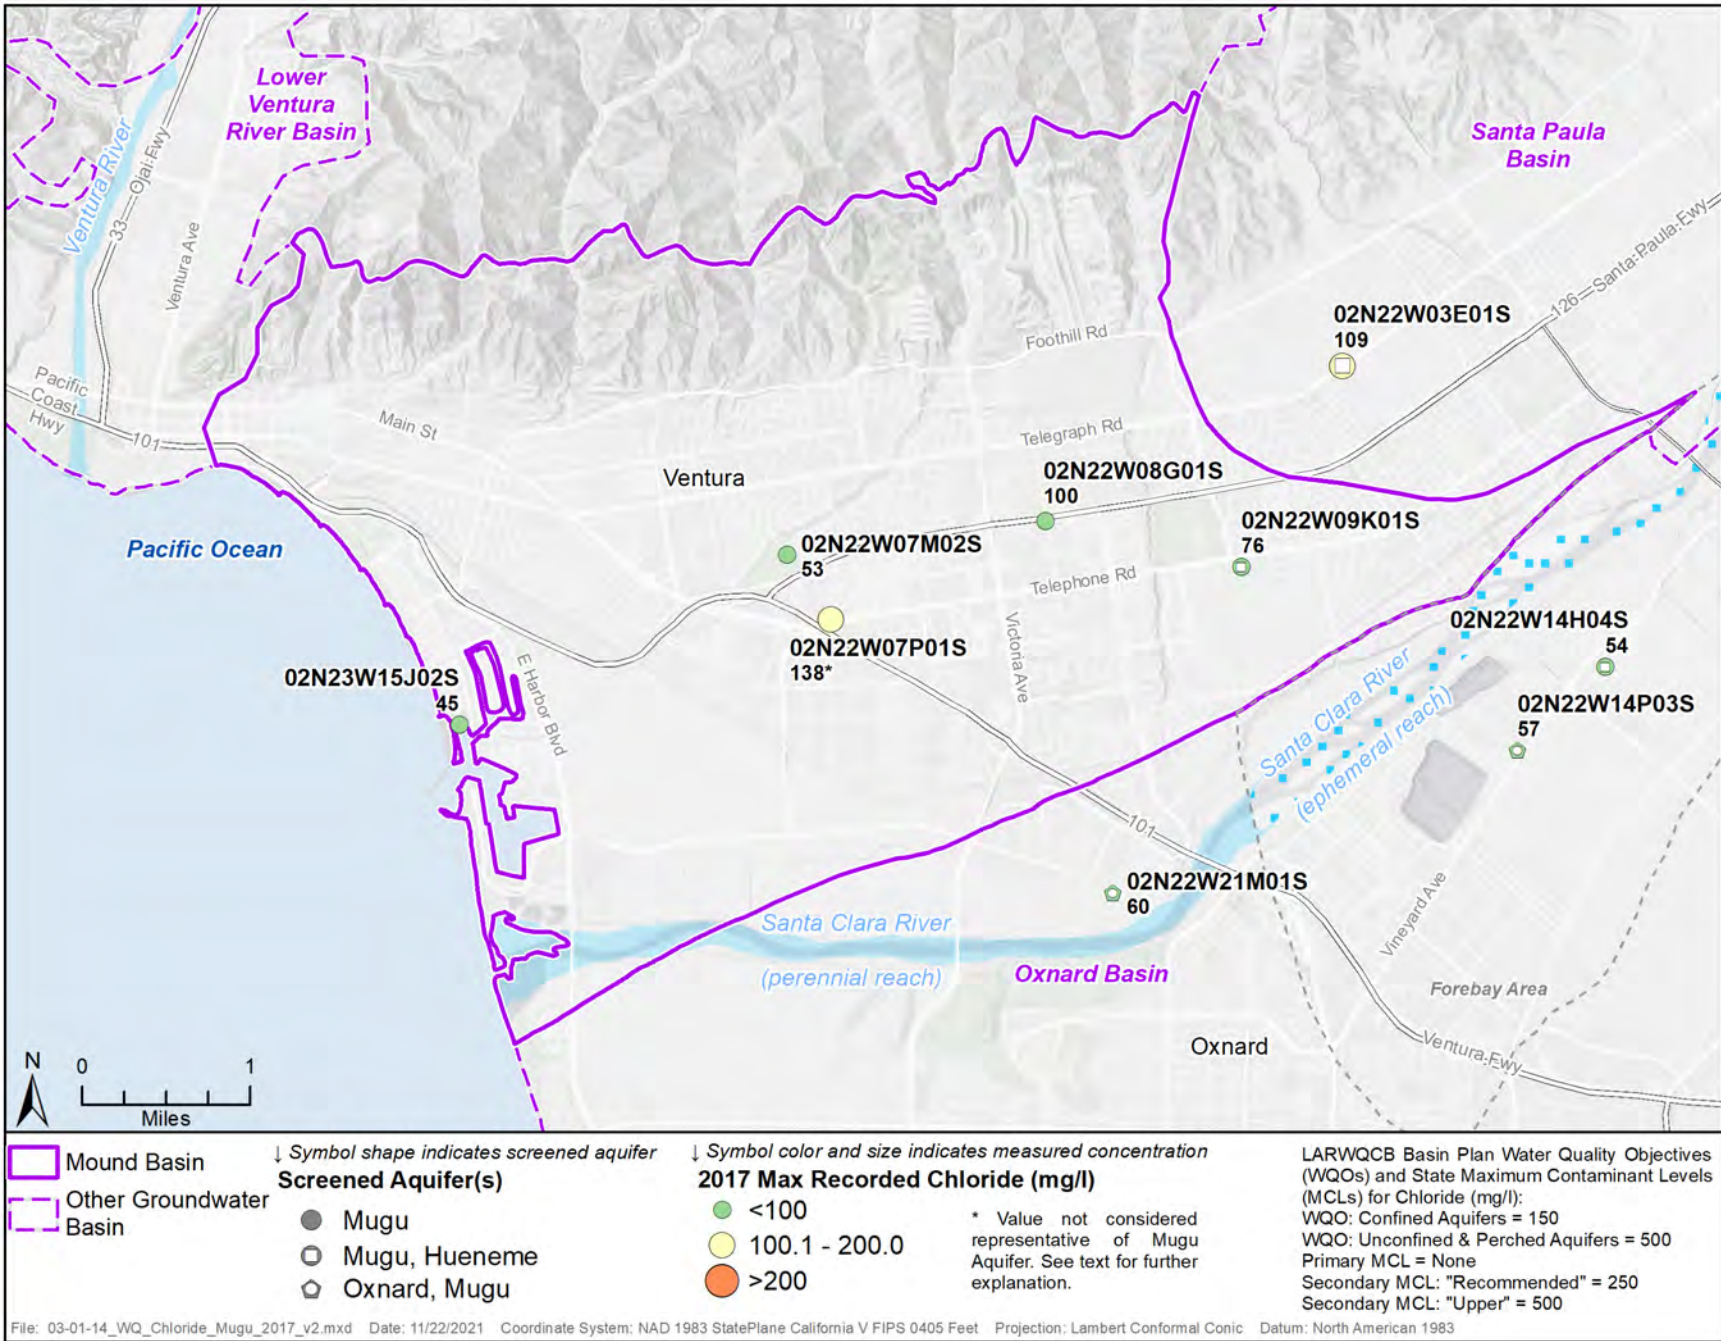 Lower
Ventura
River Basin
Santa Paula
Basin
Ventura River
33
Ojai Fwy
Ventura Ave
126
Santa Paula Fwy
02N22W03E01S
109
Foothill Rd
Pacific
Coast
Hwy
101
Main St
Telegraph Rd
Ventura
02N22W08G01S
100
02N22W09K01S
76
Pacific Ocean
02N22W07M02S
53
Telephone Rd
02N22W14H04S
54
02N22W07P01S
138*
Victoria Ave
02N23W15J02S
45
E Harbor Blvd
Santa Clara River
(ephemeral reach)
02N22W14P03S
57
101
02N22W21M01S
60
Santa Clara River
(perennial reach)
Vineyard Ave
Oxnard Basin
Forebay Area
Oxnard
Ventura Fwy
N
0 1
Miles
Mound Basin
Other Groundwater
Basin
↓ Symbol shape indicates screened aquifer
Screened Aquifer(s)
Mugu
Mugu, Hueneme
Oxnard, Mugu
↓ Symbol color and size indicates measured concentration
2017 Max Recorded Chloride (mg/l)
<100
100.1 - 200.0
>200
* Value not considered
representative of Mugu
Aquifer. See text for further
explanation.
LARWQCB Basin Plan Water Quality Objectives
(WQOs) and State Maximum Contaminant Levels
(MCLs) for Chloride (mg/l):
WQO: Confined Aquifers = 150
WQO: Unconfined & Perched Aquifers = 500
Primary MCL = None
Secondary MCL: "Recommended" = 250
Secondary MCL: "Upper" = 500
File: 03-01-14_WQ_Chloride_Mugu_2017_v2.mxd Date: 11/22/2021 Coordinate System: NAD 1983 StatePlane California V FIPS 0405 Feet Projection: Lambert Conformal Conic Datum: North American 1983